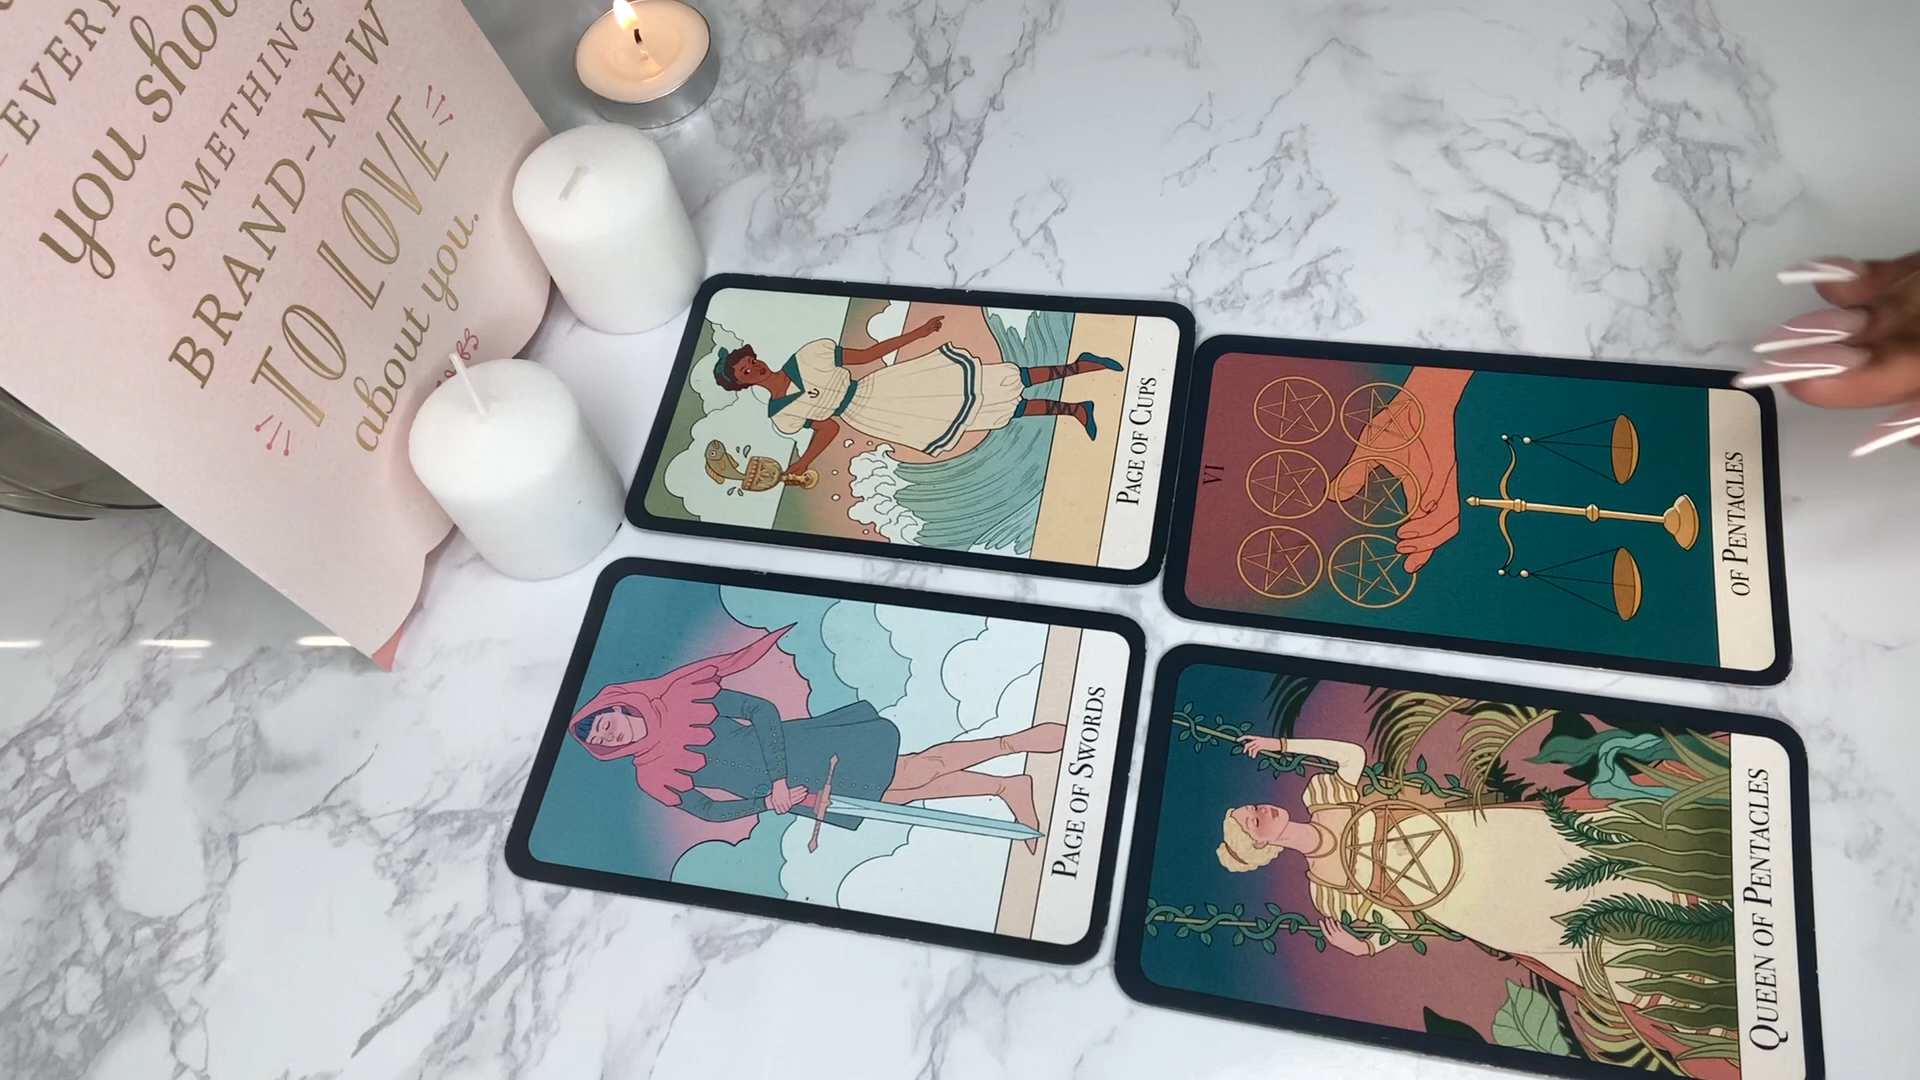 EVERY
you shou
SOMETHING
BRAND-NEW
TO LOVE
about you.
PAGE OF CUPS
VI
OF PENTACLES
PAGE OF SWORDS
QUEEN OF PENTACLES